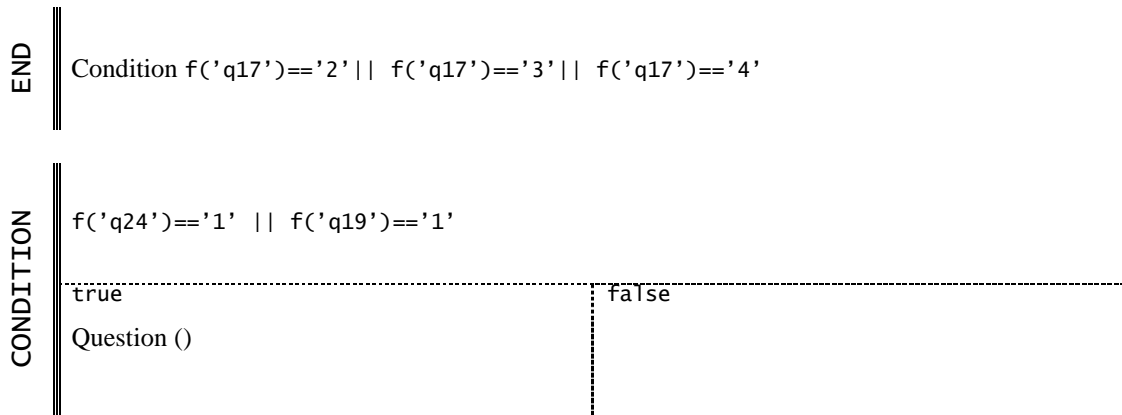 END
Condition f('q17')=='2'|| f('q17')=='3'|| f('q17')=='4'
CONDITION
f('q24')=='1' || f('q19')=='1'
true
false
Question ()